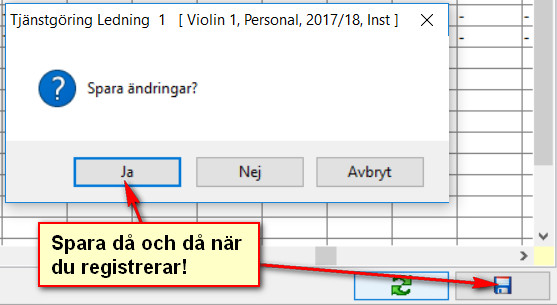 Tjänstgöring Ledning 1 [ Violin 1, Personal, 2017/18, Inst ]
Spara ändringar?
Ja Nej Avbryt
Spara då och då när
du registrerar!